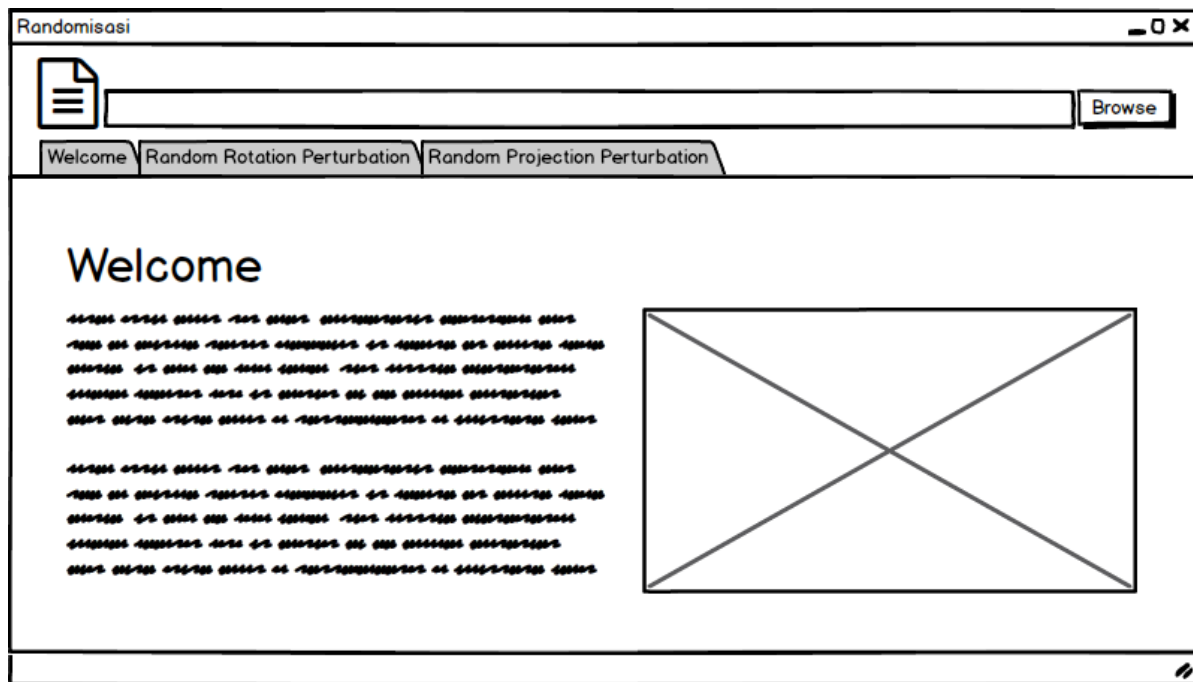 Randomisasi
Browse
Welcome
Random Rotation Perturbation
Random Projection Perturbation
Welcome